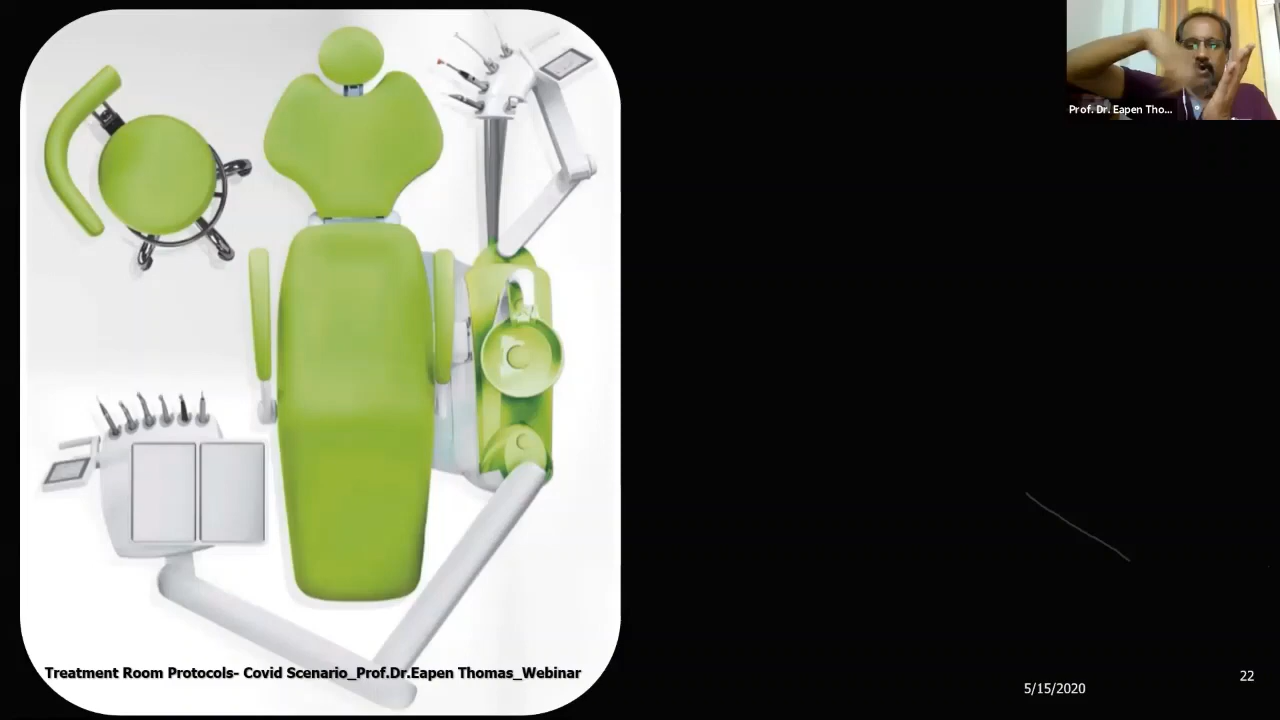 Prof. Dr. Eapen Tho...
Treatment Room Protocols- Covid Scenario_Prof.Dr.Eapen Thomas_Webinar
22
5/15/2020